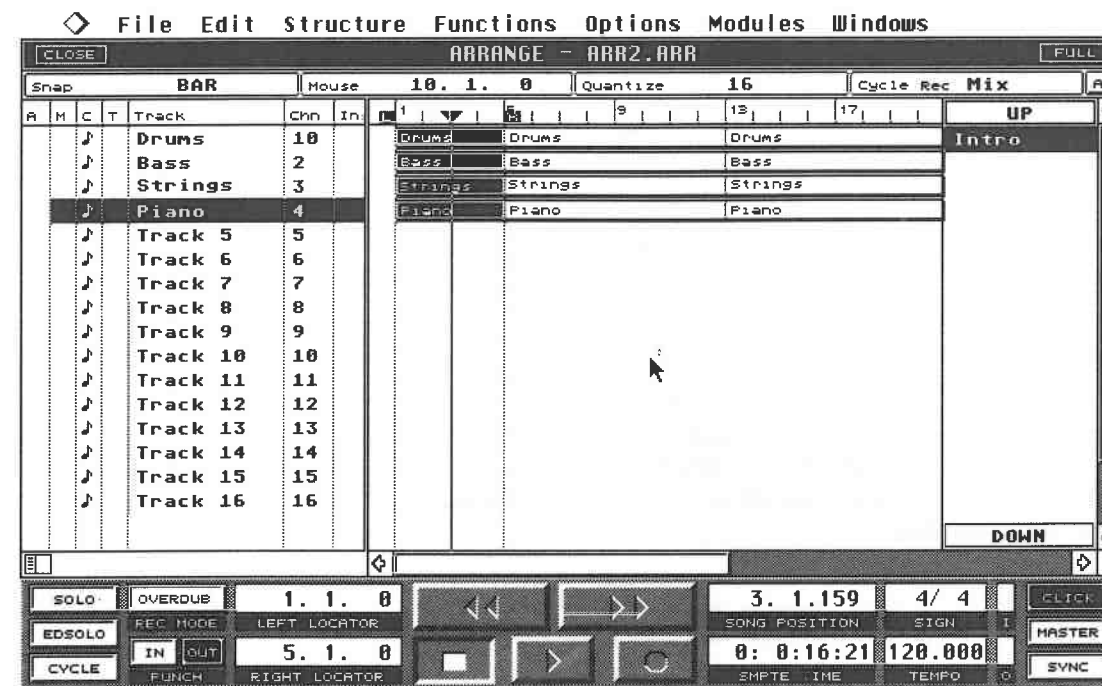 File Edit Structure Functions Options Modules Windows
CLOSE ARRANGE - ARR2.ARR FULL
Snap BAR Mouse 10. 1. 0 Quantize 16 Cycle Rec Mix
A M C T Track Chn In 1 5 9 13 17 UP
Drums 10 Drums Drums Drums Intro
Bass 2 Bass Bass Bass
Strings 3 Strings Strings Strings
Piano 4 Piano Piano Piano
Track 5 5
Track 6 6
Track 7 7
Track 8 8
Track 9 9
Track 10 10
Track 11 11
Track 12 12
Track 13 13
Track 14 14
Track 15 15
Track 16 16
DOWN
SOLO OVERDUB 1. 1. 0 3. 1.159 4/ 4 CLICK
REC MODE LEFT LOCATOR SONG POSITION SIGN I
EDSOLO MASTER
IN OUT 5. 1. 0 0: 0:16:21 120.000
CYCLE PUNCH RIGHT LOCATOR SMPTE TIME TEMPO O SYNC